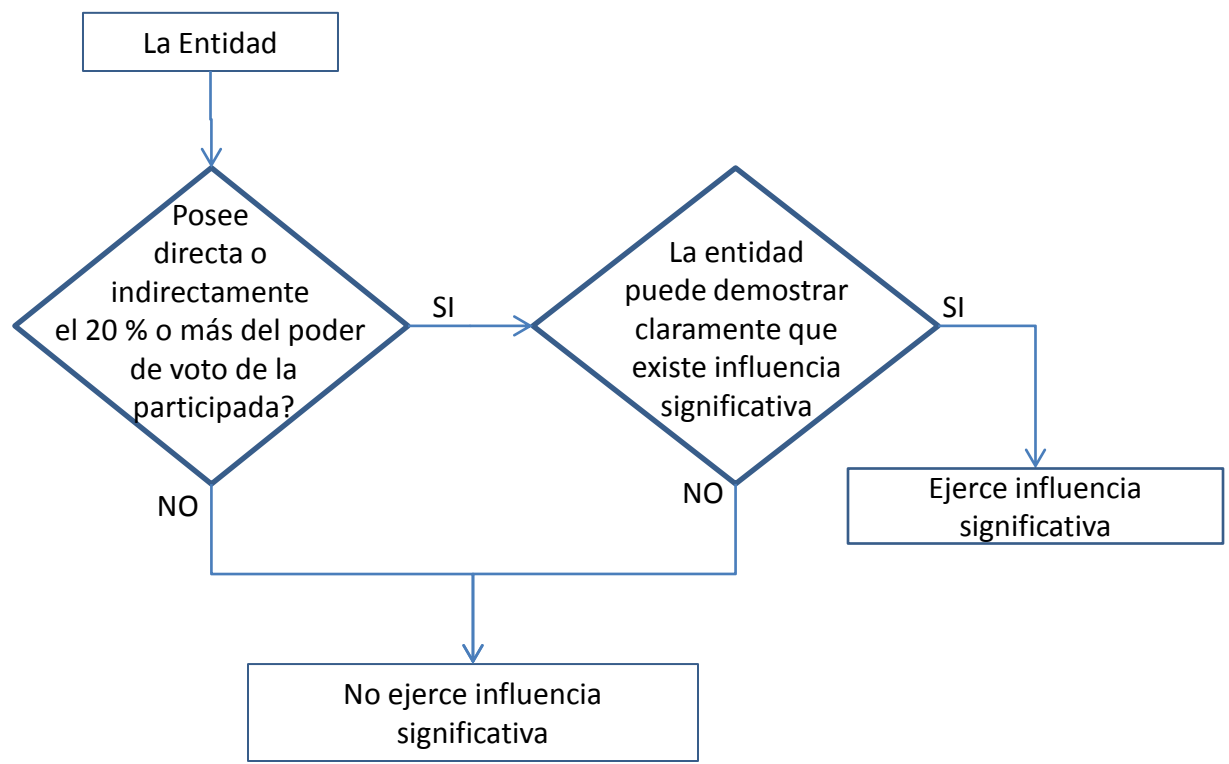 La Entidad
Posee
directa o
indirectamente
el 20 % o más del poder
de voto de la
participada?
SI
La entidad
puede demostrar
claramente que
existe influencia
significativa
SI
NO
NO
Ejerce influencia
significativa
No ejerce influencia
significativa